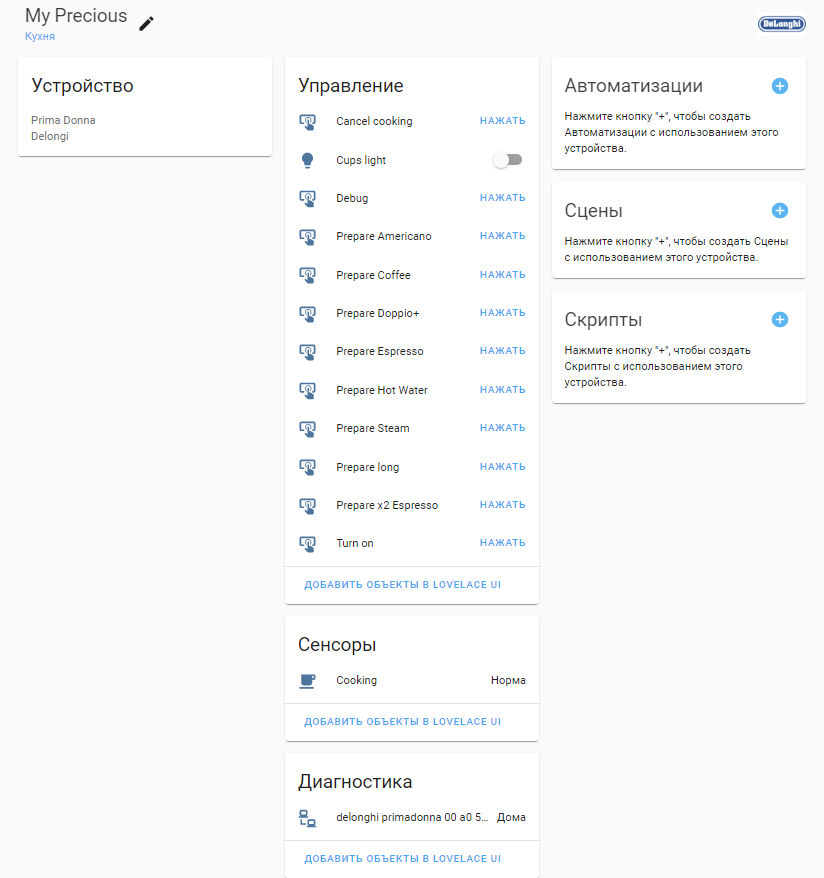 My Precious
Кухня
DeLonghi
Устройство
Prima Donna
Delongi
Управление
Cancel cooking НАЖАТЬ
Cups light
Debug НАЖАТЬ
Prepare Americano НАЖАТЬ
Prepare Coffee НАЖАТЬ
Prepare Doppio+ НАЖАТЬ
Prepare Espresso НАЖАТЬ
Prepare Hot Water НАЖАТЬ
Prepare Steam НАЖАТЬ
Prepare long НАЖАТЬ
Prepare x2 Espresso НАЖАТЬ
Turn on НАЖАТЬ
ДОБАВИТЬ ОБЪЕКТЫ В LOVELACE UI
Сенсоры
Cooking Норма
ДОБАВИТЬ ОБЪЕКТЫ В LOVELACE UI
Диагностика
delonghi primadonna 00 a0 5... Дома
ДОБАВИТЬ ОБЪЕКТЫ В LOVELACE UI
Автоматизации
Нажмите кнопку "+", чтобы создать
Автоматизации с использованием этого
устройства.
Сцены
Нажмите кнопку "+", чтобы создать Сцены
с использованием этого устройства.
Скрипты
Нажмите кнопку "+", чтобы создать
Скрипты с использованием этого
устройства.